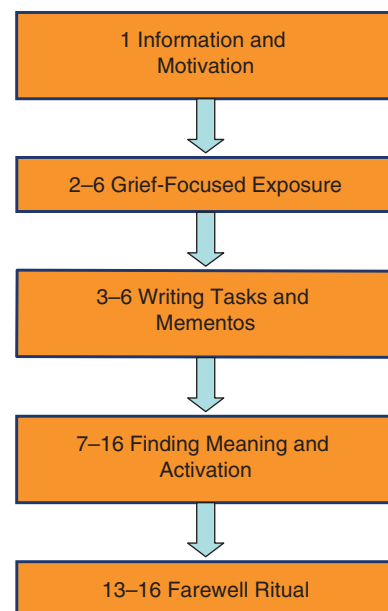 1 Information and
Motivation
2–6 Grief-Focused Exposure
3–6 Writing Tasks and
Mementos
7–16 Finding Meaning and
Activation
13–16 Farewell Ritual